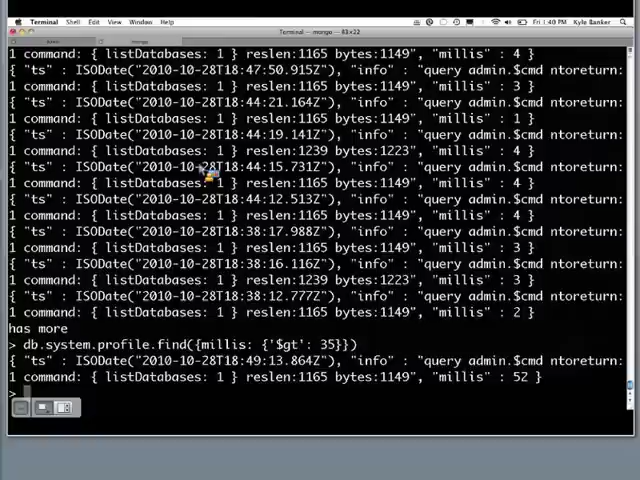 Terminal Shell Edit View Window Help Fri 1:40 PM Kyle Banker
Terminal — mongo — 81×22
1 command: { listDatabases: 1 } reslen:1165 bytes:1149", "millis" : 4 }
{ "ts" : ISODate("2010-10-28T18:47:50.915Z"), "info" : "query admin.$cmd ntoreturn:
1 command: { listDatabases: 1 } reslen:1165 bytes:1149", "millis" : 3 }
{ "ts" : ISODate("2010-10-28T18:44:21.164Z"), "info" : "query admin.$cmd ntoreturn:
1 command: { listDatabases: 1 } reslen:1165 bytes:1149", "millis" : 1 }
{ "ts" : ISODate("2010-10-28T18:44:19.141Z"), "info" : "query admin.$cmd ntoreturn:
1 command: { listDatabases: 1 } reslen:1239 bytes:1223", "millis" : 4 }
{ "ts" : ISODate("2010-10-28T18:44:15.731Z"), "info" : "query admin.$cmd ntoreturn:
1 command: { listDatabases: 1 } reslen:1165 bytes:1149", "millis" : 4 }
{ "ts" : ISODate("2010-10-28T18:44:12.513Z"), "info" : "query admin.$cmd ntoreturn:
1 command: { listDatabases: 1 } reslen:1165 bytes:1149", "millis" : 4 }
{ "ts" : ISODate("2010-10-28T18:38:17.988Z"), "info" : "query admin.$cmd ntoreturn:
1 command: { listDatabases: 1 } reslen:1165 bytes:1149", "millis" : 3 }
{ "ts" : ISODate("2010-10-28T18:38:16.116Z"), "info" : "query admin.$cmd ntoreturn:
1 command: { listDatabases: 1 } reslen:1239 bytes:1223", "millis" : 3 }
{ "ts" : ISODate("2010-10-28T18:38:12.777Z"), "info" : "query admin.$cmd ntoreturn:
1 command: { listDatabases: 1 } reslen:1165 bytes:1149", "millis" : 2 }
has more
> db.system.profile.find({millis: {'$gt': 35}})
{ "ts" : ISODate("2010-10-28T18:49:13.864Z"), "info" : "query admin.$cmd ntoreturn:
1 command: { listDatabases: 1 } reslen:1165 bytes:1149", "millis" : 52 }
>